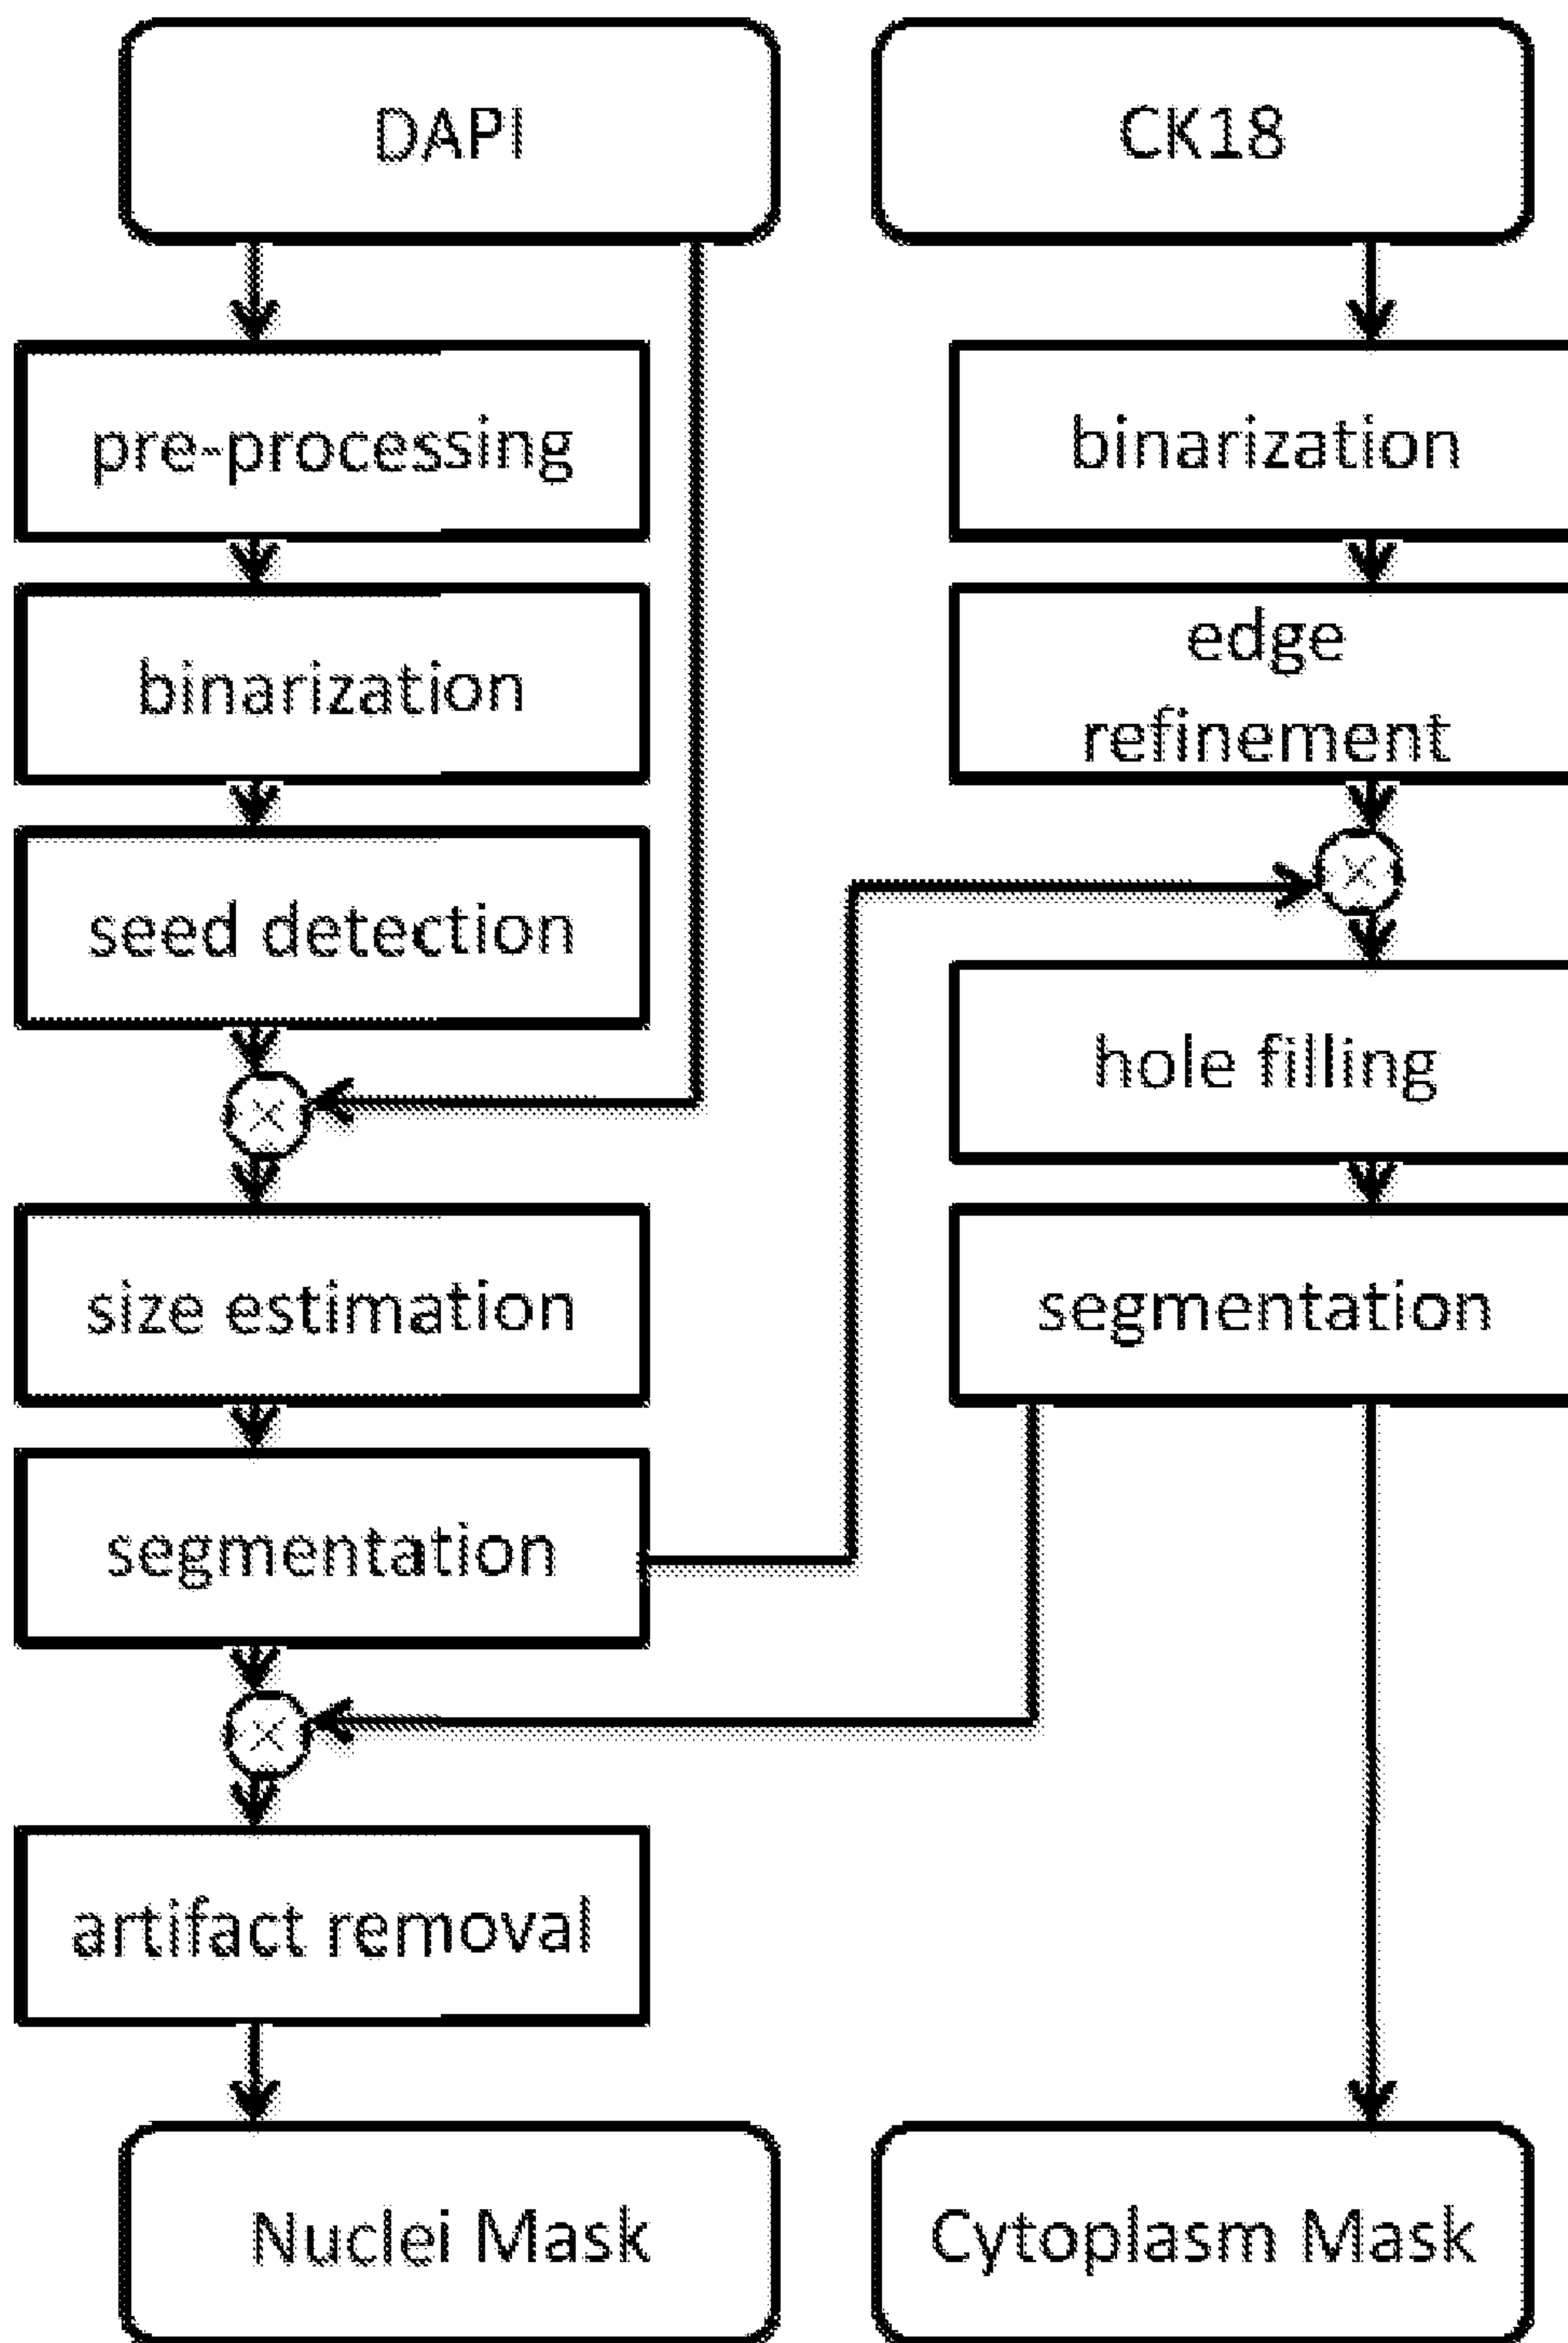 DAPI
pre-processing
binarization
seed detection
size estimation
segmentation
artifact removal
Nuclei Mask
CK18
binarization
edge
refinement
hole filling
segmentation
Cytoplasm Mask